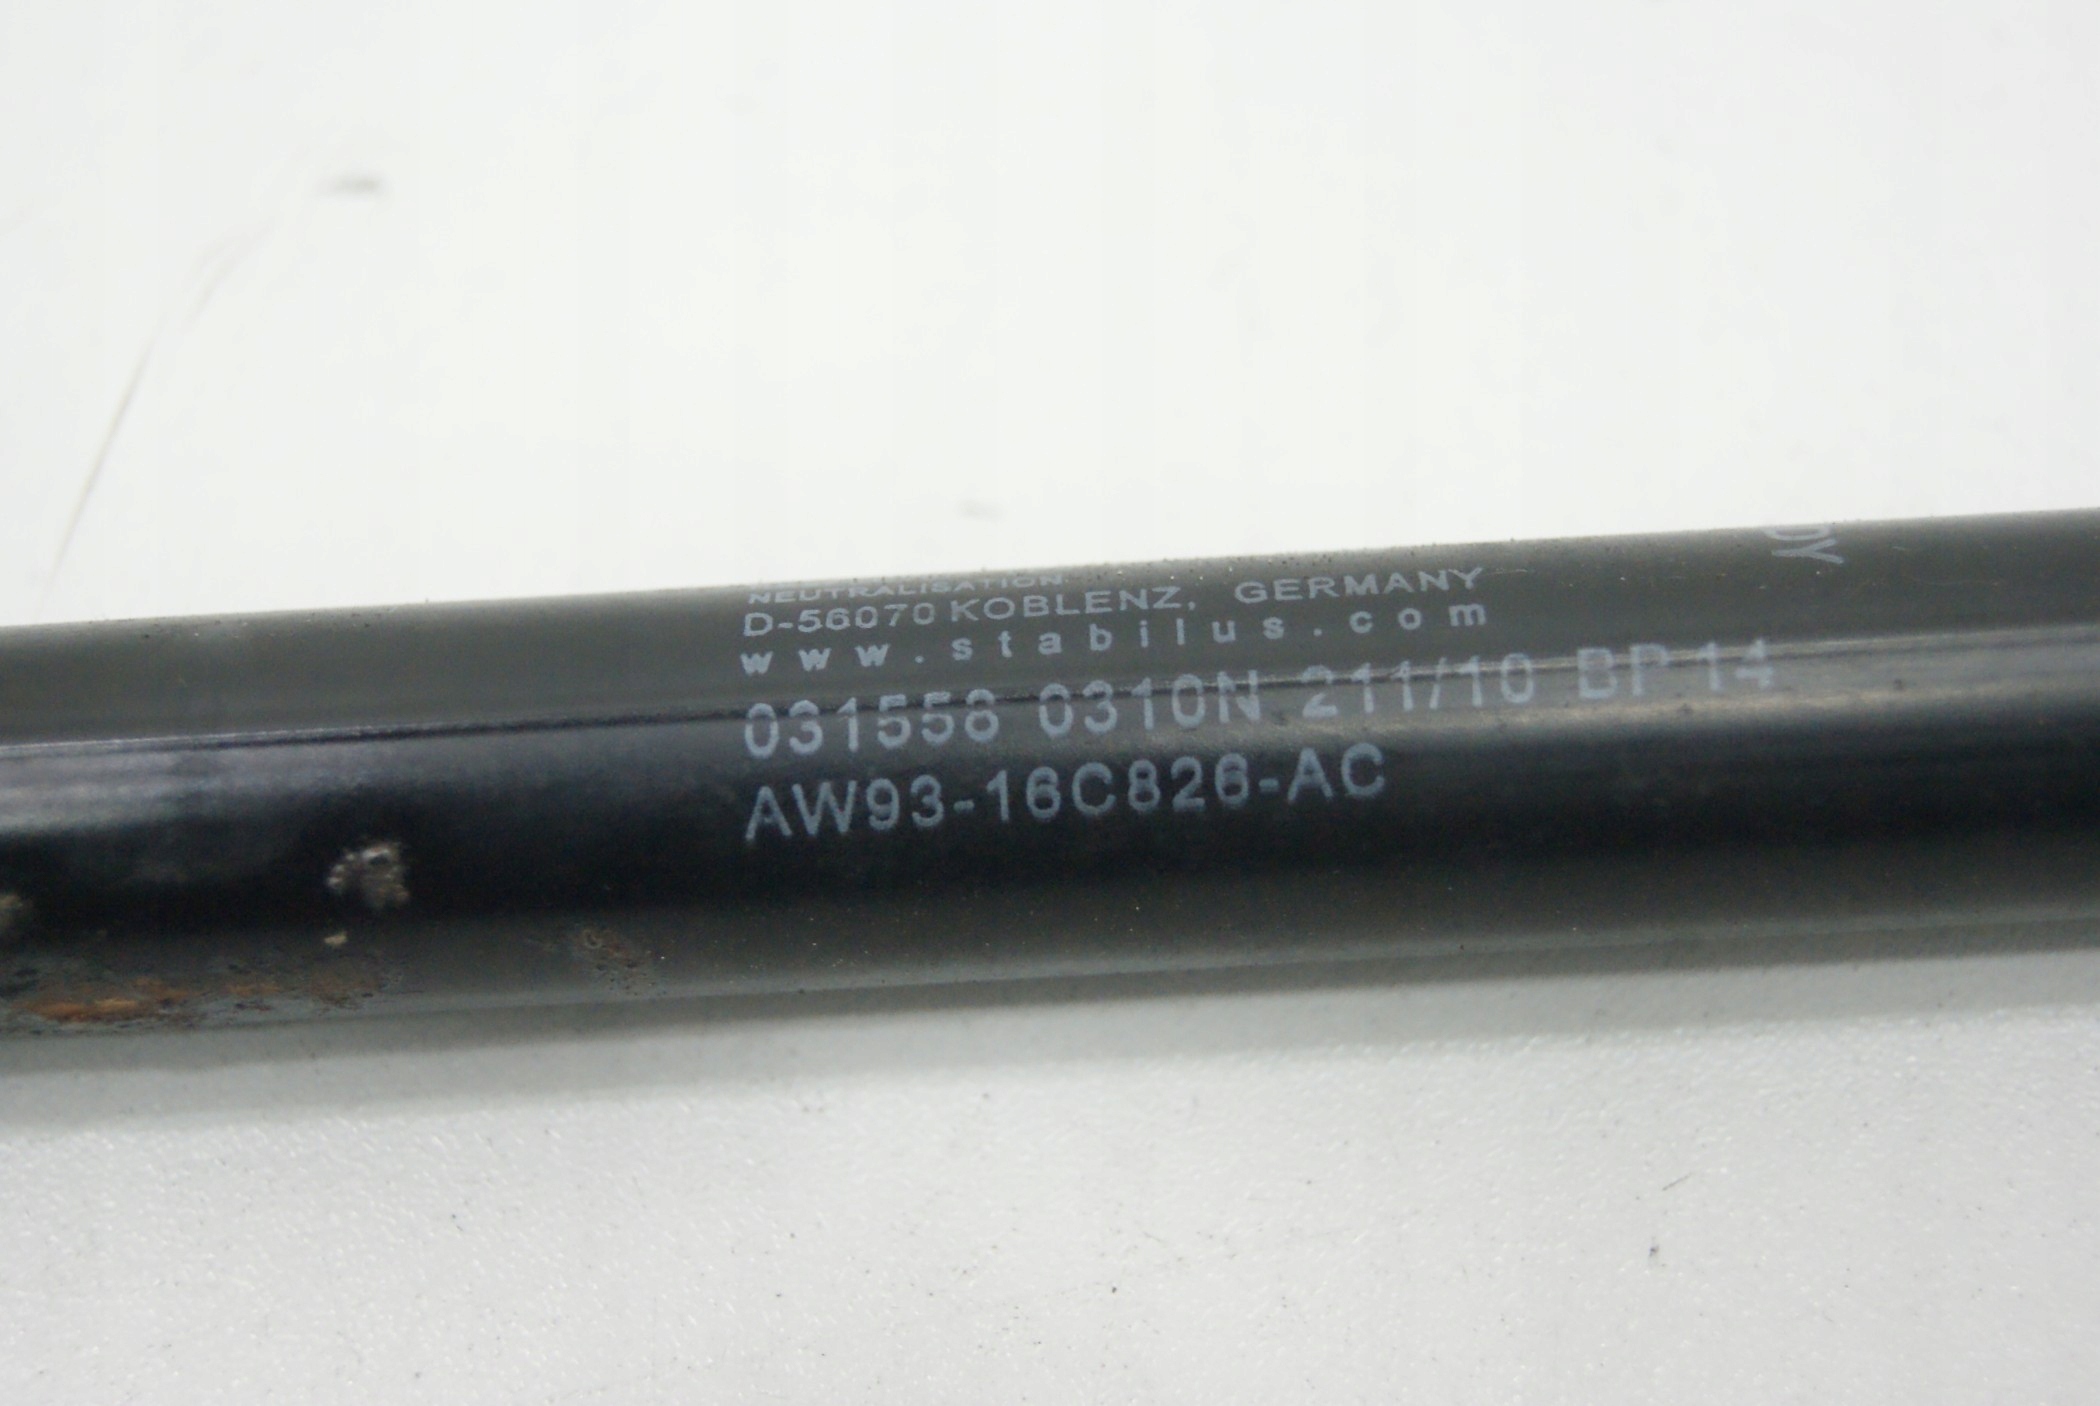 NEUTRALISATION
D-56070 KOBLENZ, GERMANY
www.stabilus.com
031558 0310N 211/10 BP14
AW93-16C826-AC